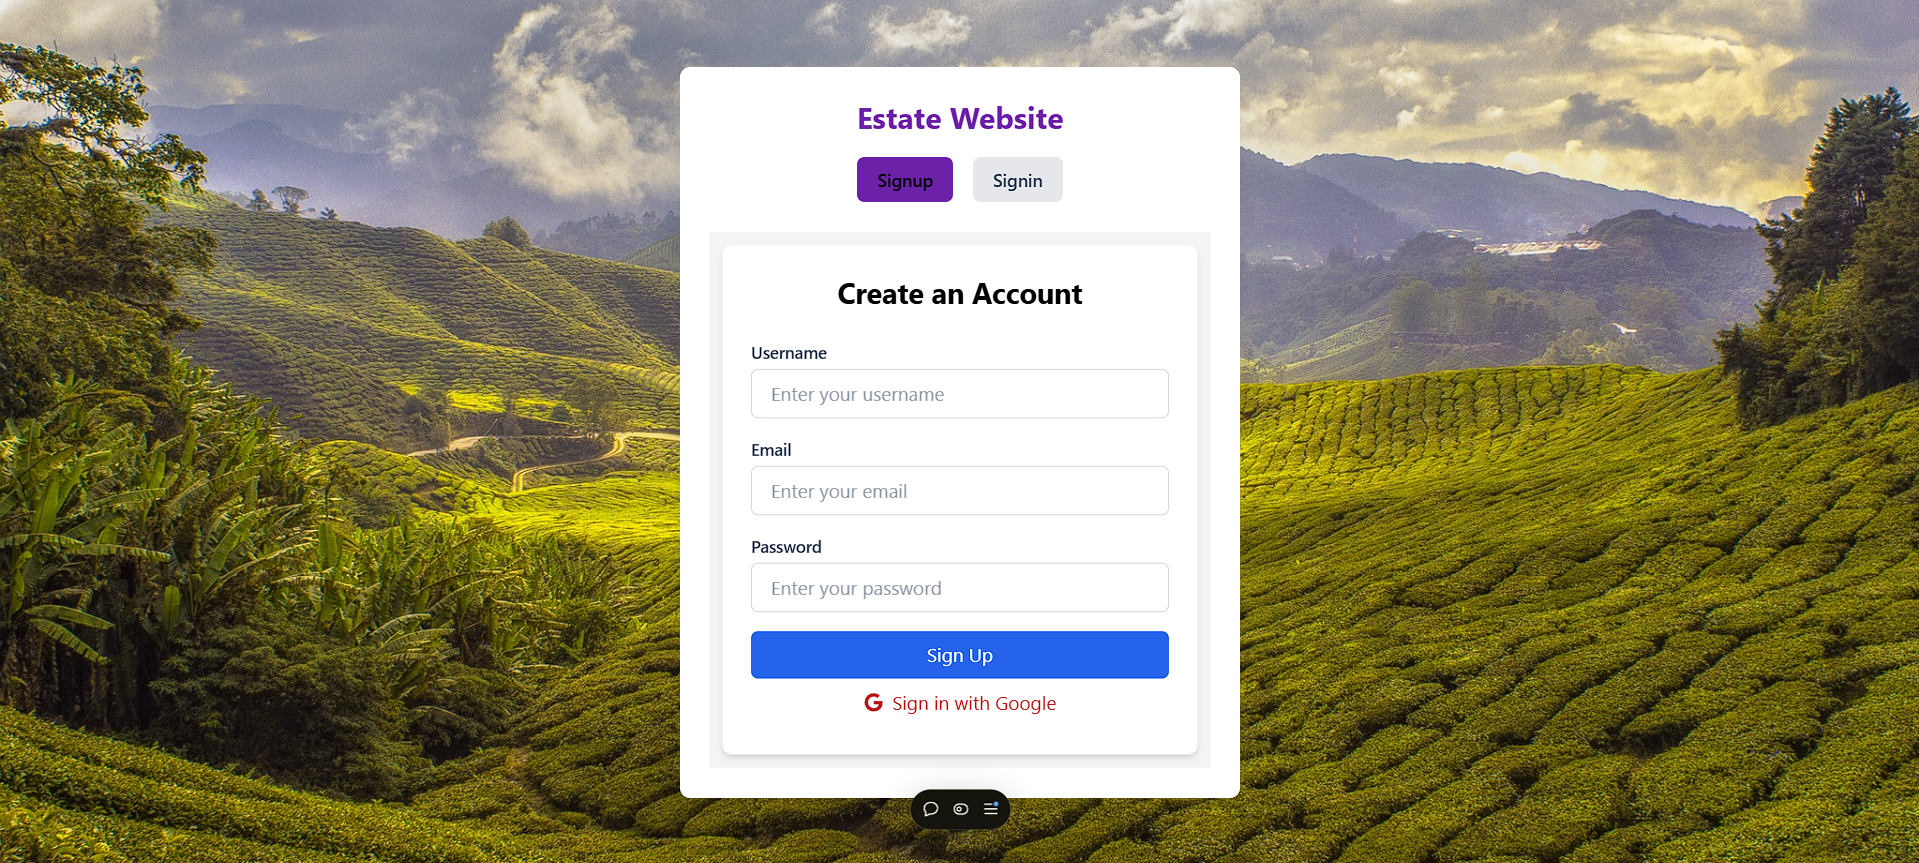 Estate Website
Signup Signin
Create an Account
Username
Enter your username
Email
Enter your email
Password
Enter your password
Sign Up
Sign in with Google